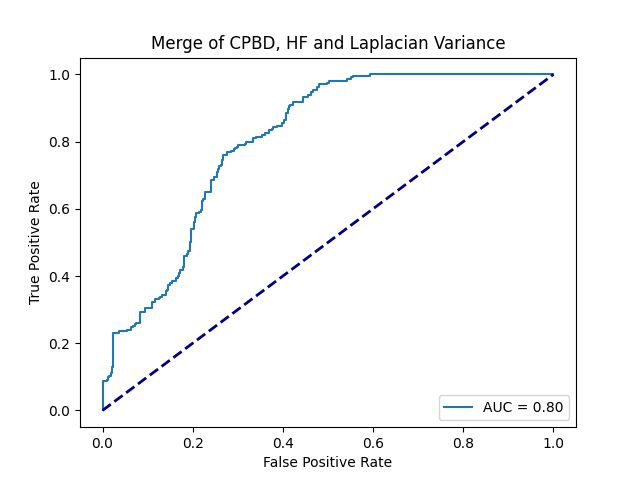 Merge of CPBD, HF and Laplacian Variance
1.0
0.8
0.6
0.4
0.2
0.0
True Positive Rate
0.0 0.2 0.4 0.6 0.8 1.0
False Positive Rate
AUC = 0.80